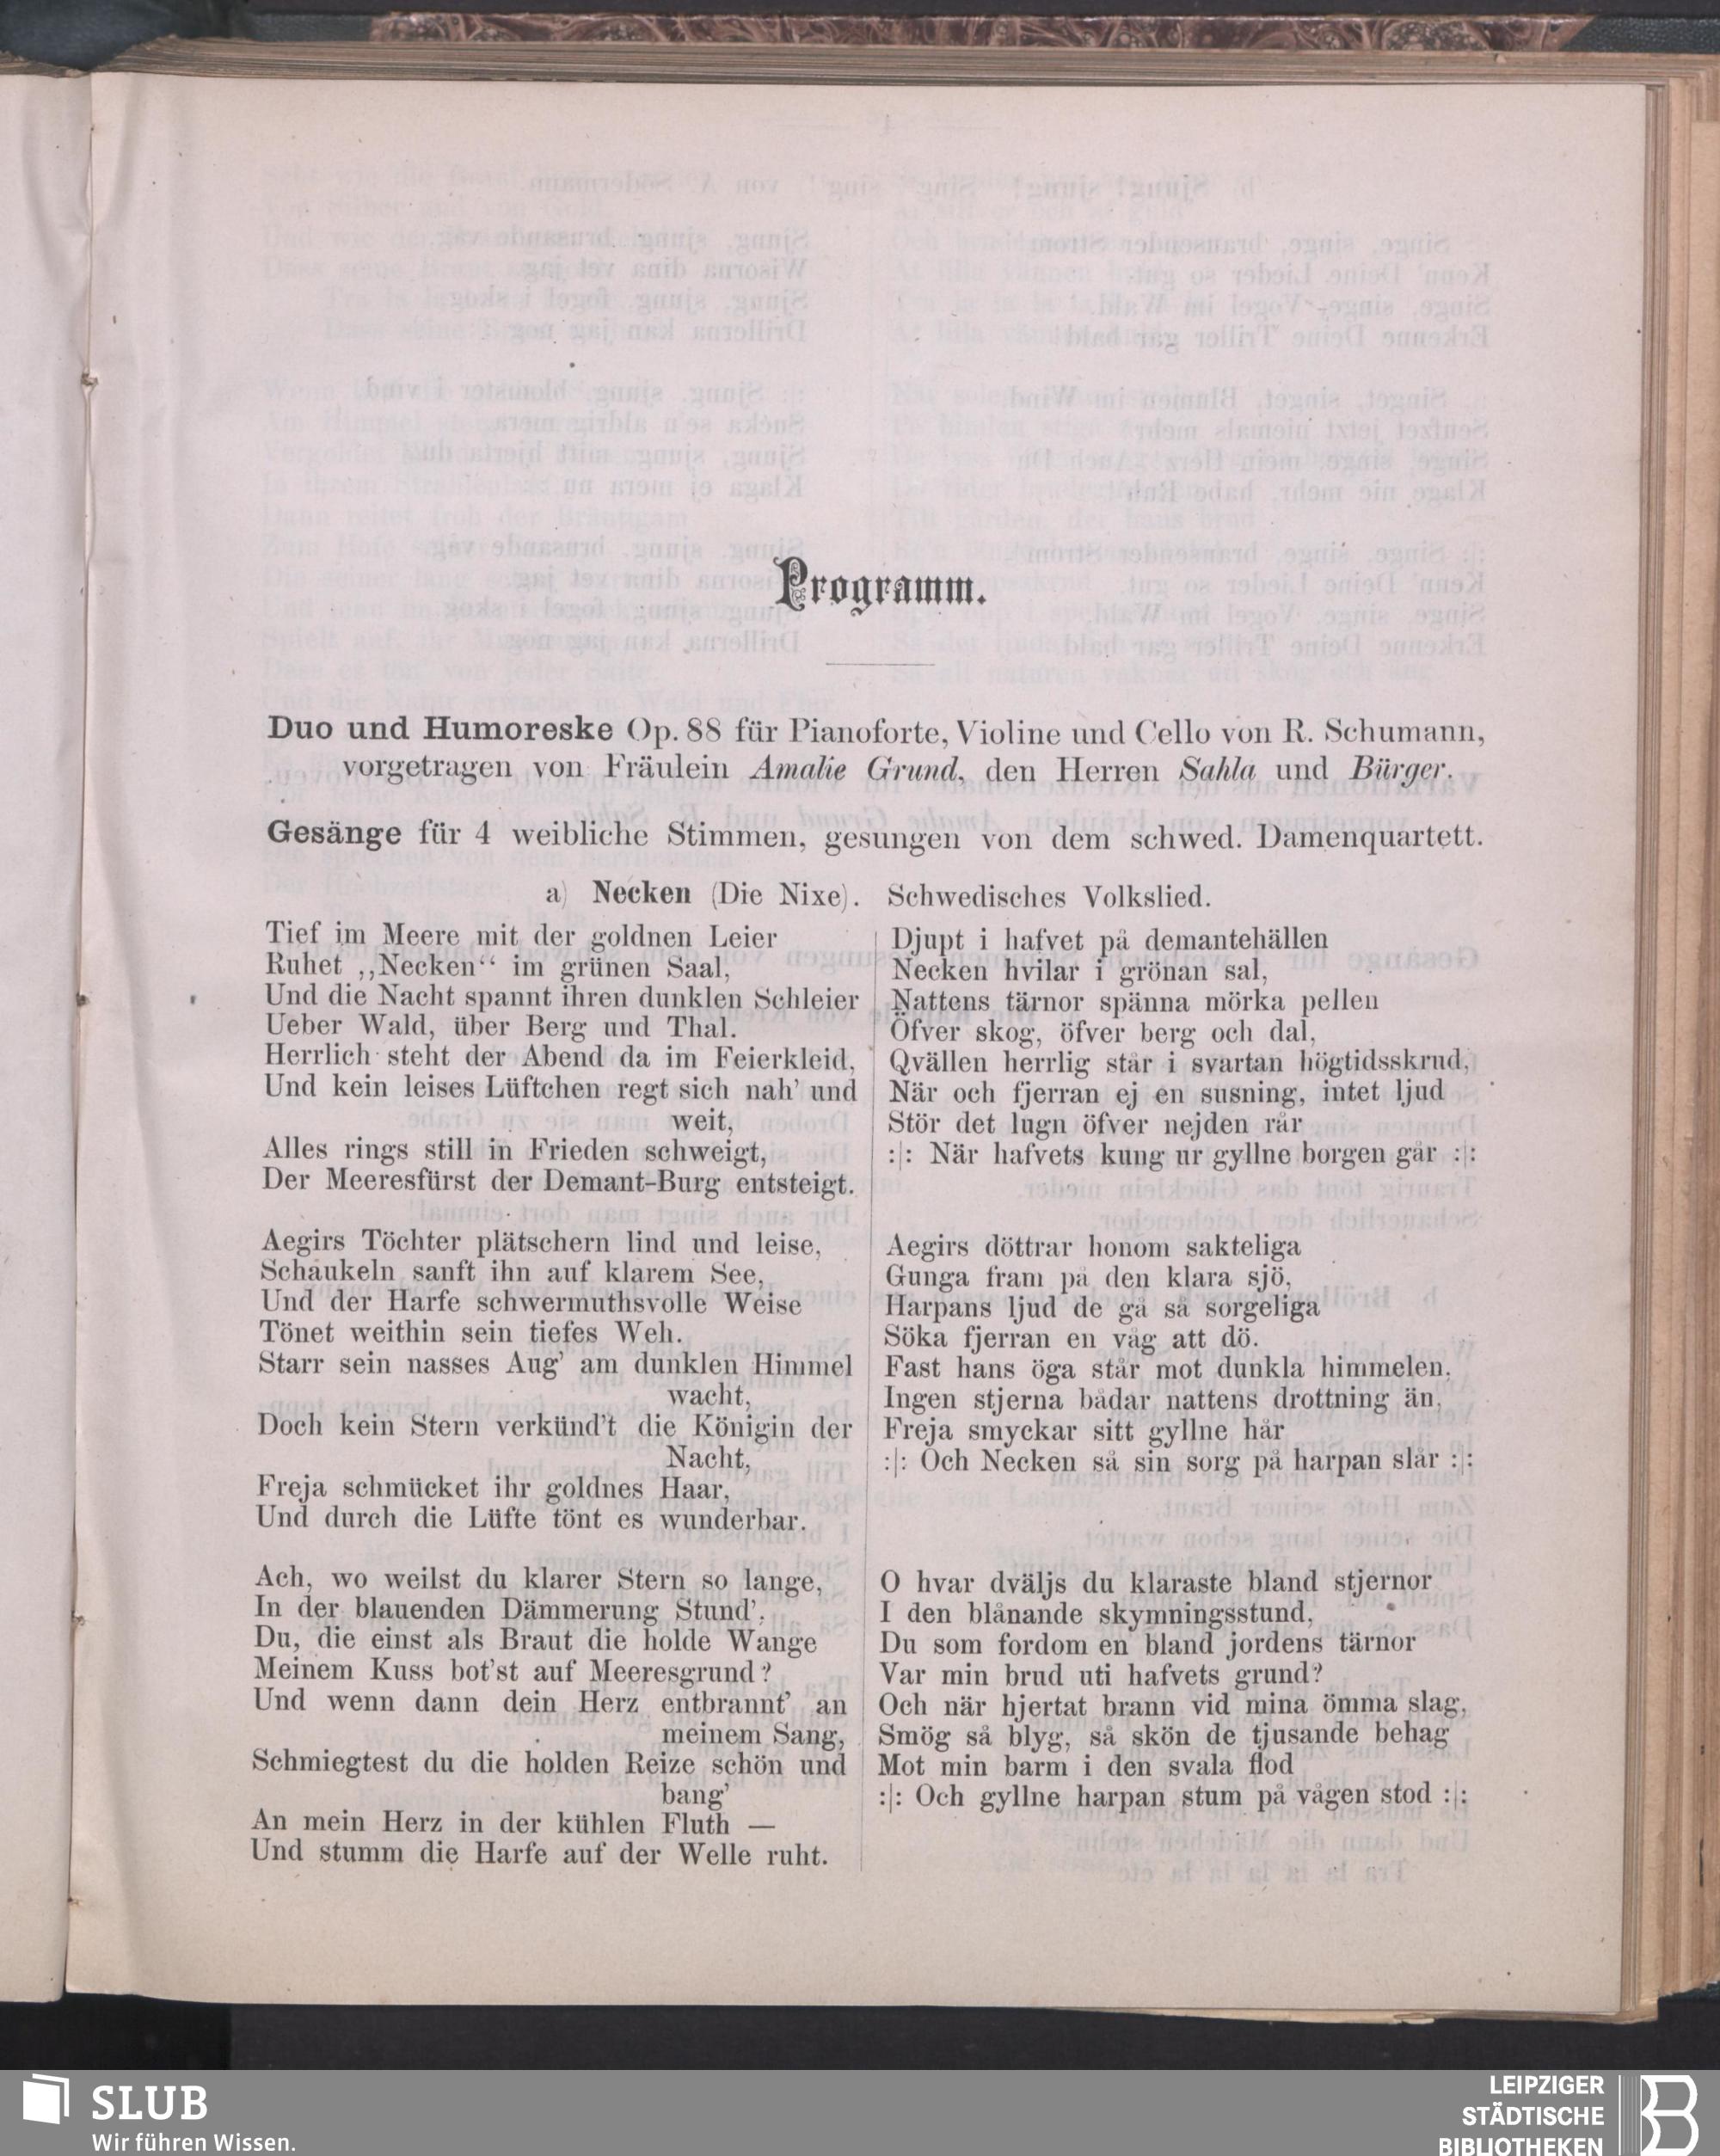 Programm.
Duo und Humoreske Op. 88 für Pianoforte, Violine und Cello von R. Schumann,
vorgetragen von Fräulein Amalie Grund, den Herren Sahla und Bürger.
Gesänge für 4 weibliche Stimmen, gesungen von dem schwed. Damenquartett.
a) Necken (Die Nixe). Schwedisches Volkslied.
Tief im Meere mit der goldnen Leier
Ruhet ,,Necken“ im grünen Saal,
Und die Nacht spannt ihren dunklen Schleier
Ueber Wald, über Berg und Thal.
Herrlich steht der Abend da im Feierkleid,
Und kein leises Lüftchen regt sich nah' und
weit,
Alles rings still in Frieden schweigt,
Der Meeresfürst der Demant-Burg entsteigt.
Aegirs Töchter plätschern lind und leise,
Schaukeln sanft ihn auf klarem See,
Und der Harfe schwermuthsvolle Weise
Tönet weithin sein tiefes Weh.
Starr sein nasses Aug' am dunklen Himmel
wacht,
Doch kein Stern verkünd't die Königin der
Nacht,
Freja schmücket ihr goldnes Haar,
Und durch die Lüfte tönt es wunderbar.
Ach, wo weilst du klarer Stern so lange,
In der blauenden Dämmerung Stund',
Du, die einst als Braut die holde Wange
Meinem Kuss bot'st auf Meeresgrund?
Und wenn dann dein Herz entbrannt' an
meinem Sang,
Schmiegtest du die holden Reize schön und
bang'
An mein Herz in der kühlen Fluth —
Und stumm die Harfe auf der Welle ruht.
Djupt i hafvet på demantehällen
Necken hvilar i grönan sal,
Nattens tärnor spänna mörka pellen
Öfver skog, öfver berg och dal,
Qvällen herrlig står i svartan högtidsskrud,
När och fjerran ej en susning, intet ljud
Stör det lugn öfver nejden rår
:|: När hafvets kung ur gyllne borgen går :|:
Aegirs döttrar honom sakteliga
Gunga fram på den klara sjö,
Harpans ljud de gå så sorgeliga
Söka fjerran en våg att dö.
Fast hans öga står mot dunkla himmelen,
Ingen stjerna bådar nattens drottning än,
Freja smyckar sitt gyllne hår
:|: Och Necken så sin sorg på harpan slår :|:
O hvar dväljs du klaraste bland stjernor
I den blånande skymningsstund,
Du som fordom en bland jordens tärnor
Var min brud uti hafvets grund?
Och när hjertat brann vid mina ömma slag,
Smög så blyg, så skön de tjusande behag
Mot min barm i den svala flod
:|: Och gyllne harpan stum på vågen stod :|:
SLUB
Wir führen Wissen.
LEIPZIGER
STÄDTISCHE
BIBLIOTHEKEN